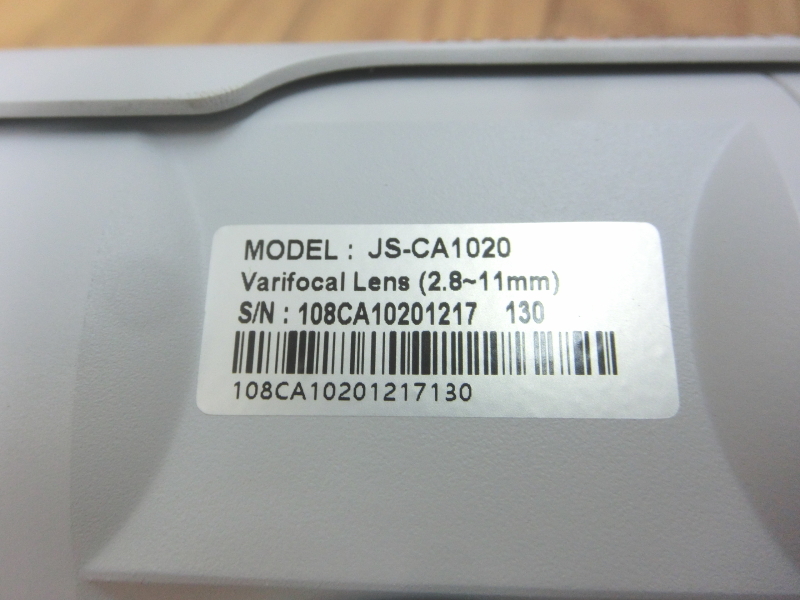 MODEL : JS-CA1020
Varifocal Lens (2.8~11mm)
S/N : 108CA10201217 130
108CA10201217130